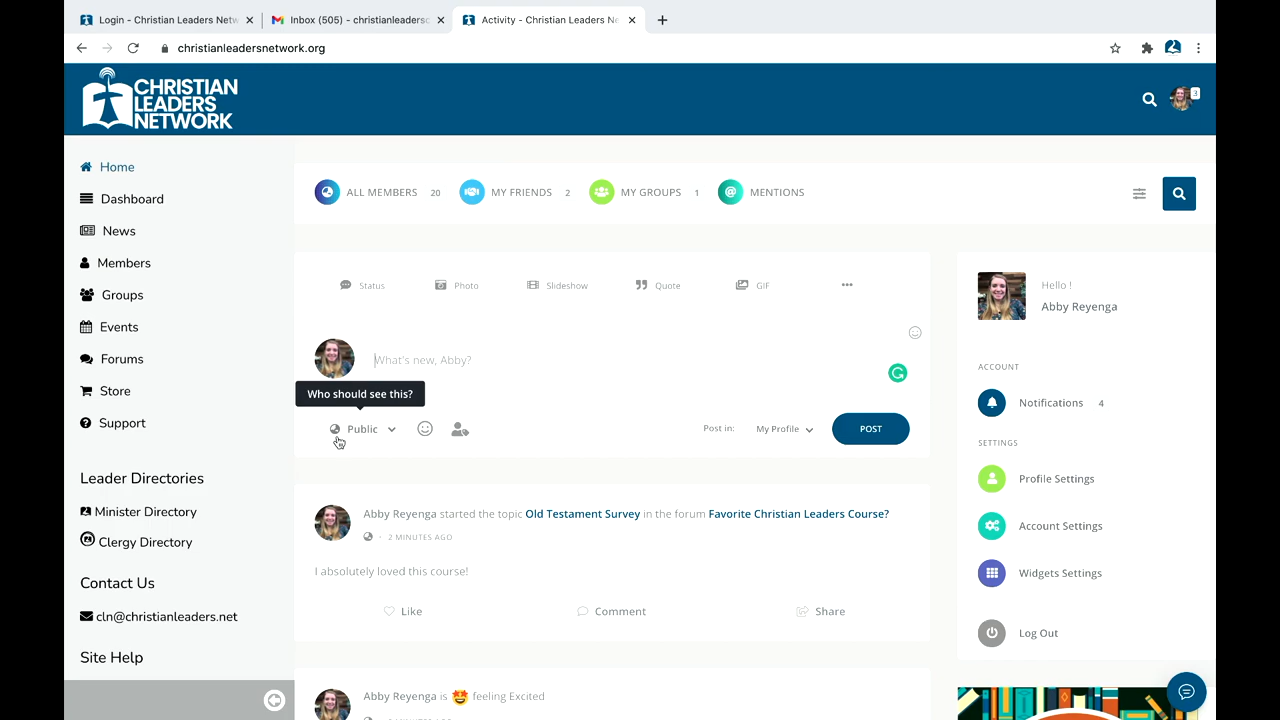 Login - Christian Leaders Netw
Inbox (505) - christianleadersc
Activity - Christian Leaders Ne
christianleadersnetwork.org
CHRISTIAN
LEADERS
NETWORK
3
Home
Dashboard
News
Members
Groups
Events
Forums
Store
Support
Leader Directories
Minister Directory
Clergy Directory
Contact Us
cln@christianleaders.net
Site Help
ALL MEMBERS 20
MY FRIENDS 2
MY GROUPS 1
MENTIONS
Status
Photo
Slideshow
Quote
GIF
What's new, Abby?
Who should see this?
Public
Post in:
My Profile
POST
Abby Reyenga started the topic Old Testament Survey in the forum Favorite Christian Leaders Course?
2 MINUTES AGO
I absolutely loved this course!
Like
Comment
Share
Abby Reyenga is feeling Excited
Hello !
Abby Reyenga
ACCOUNT
Notifications 4
SETTINGS
Profile Settings
Account Settings
Widgets Settings
Log Out